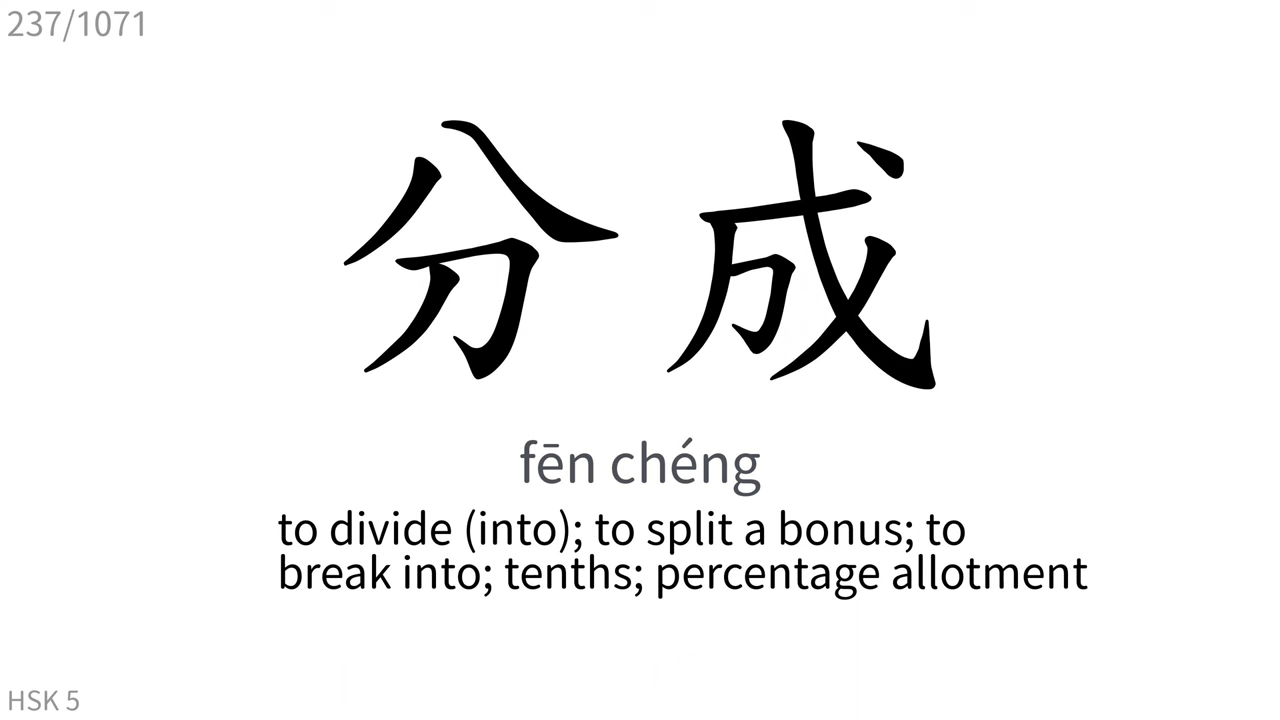 237/1071
分成
fēn chéng
to divide (into); to split a bonus; to
break into; tenths; percentage allotment
HSK 5